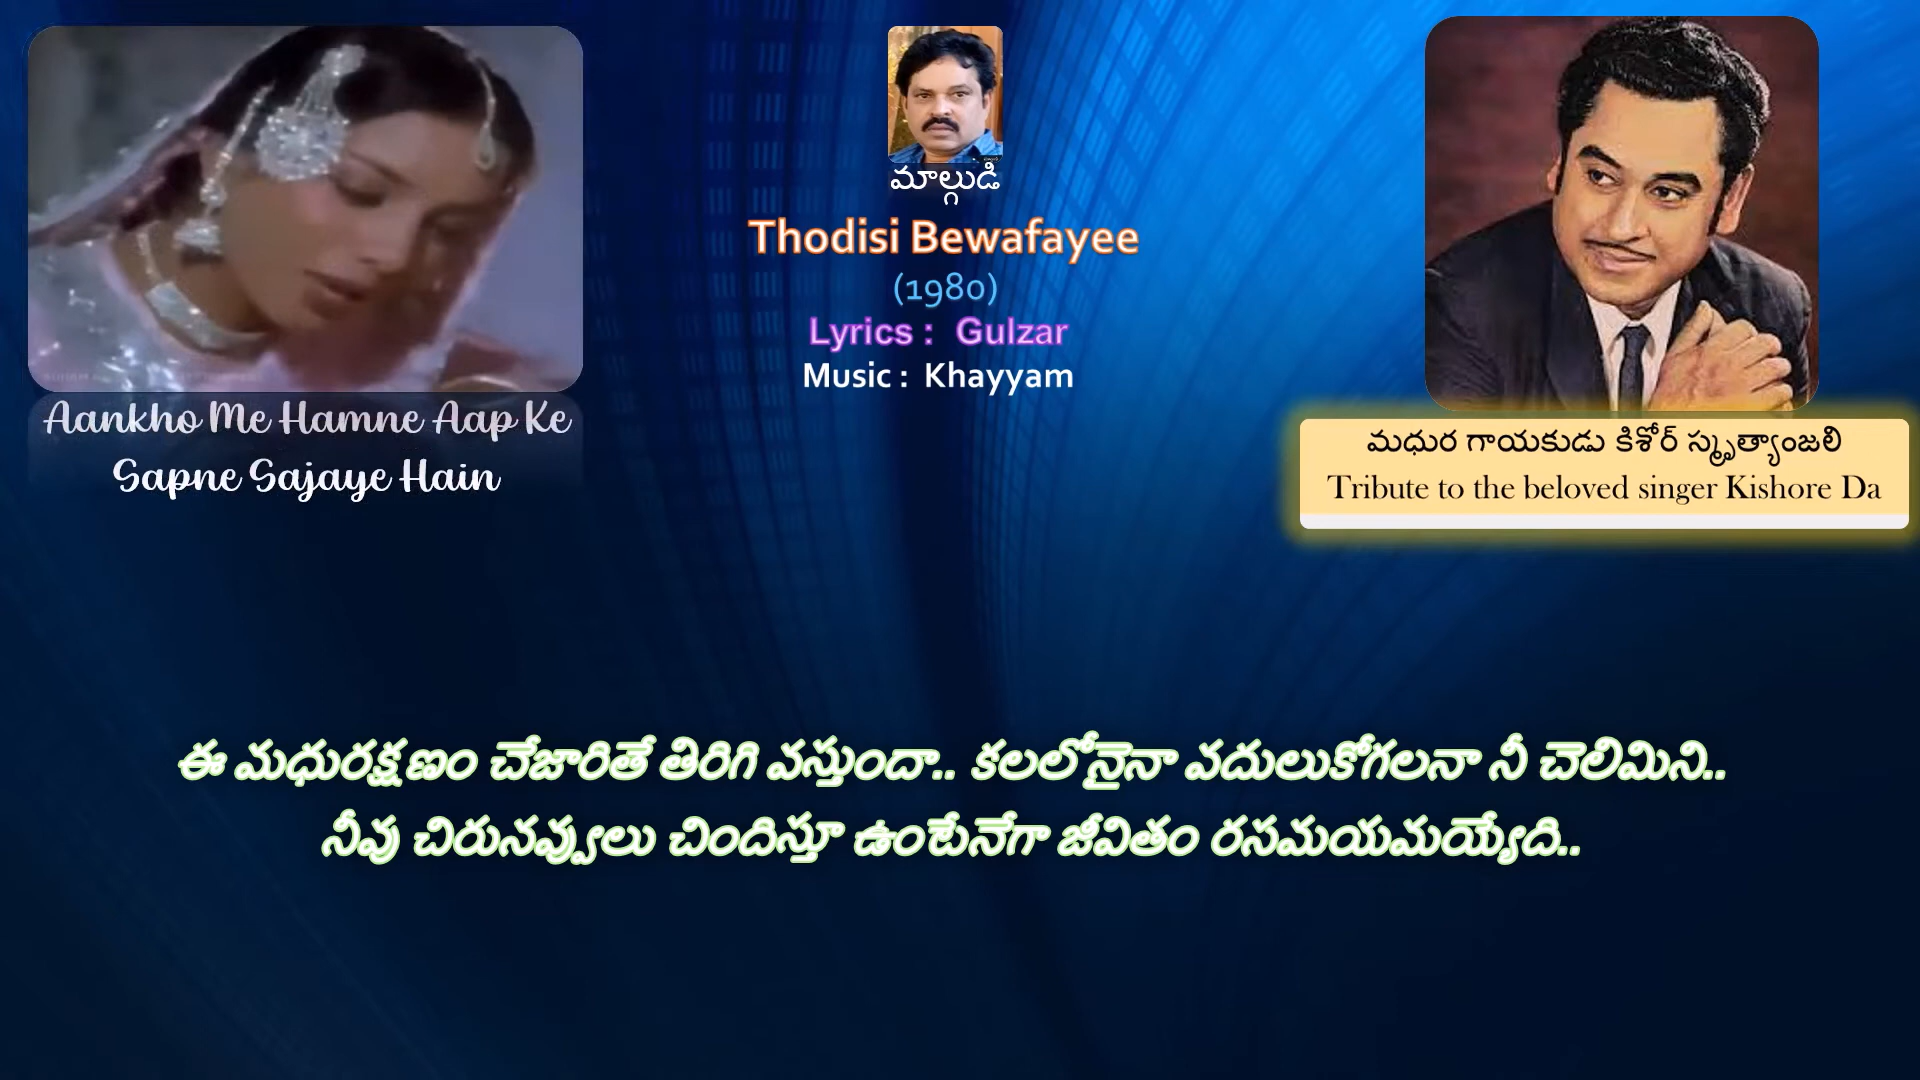 Aankho Me Hamne Aap Ke
Sapne Sajaye Hain
మాల్గుడి
Thodisi Bewafayee
(1980)
Lyrics : Gulzar
Music : Khayyam
మధుర గాయకుడు కిశోర్ స్మృత్యాంజలి
Tribute to the beloved singer Kishore Da
ఈ మధురక్షణం చేజారితే తిరిగి వస్తుందా.. కలలోనైనా వదులుకోగలనా నీ చెలిమిని..
నీవు చిరునవ్వులు చిందిస్తూ ఉంటేనేగా జీవితం రసమయమయ్యేది..